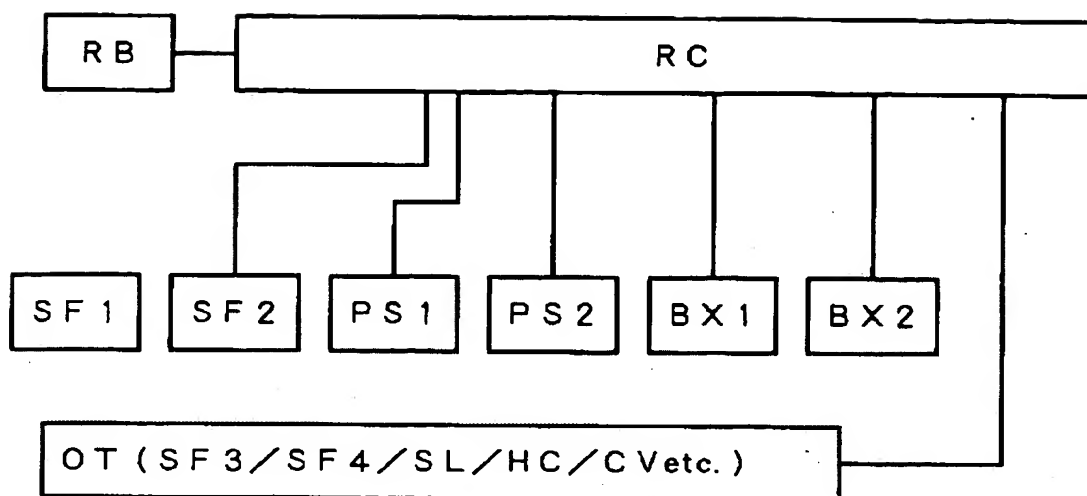 RB
RC
SF1
SF2
PS1
PS2
BX1
BX2
OT (SF3/SF4/SL/HC/CVetc.)